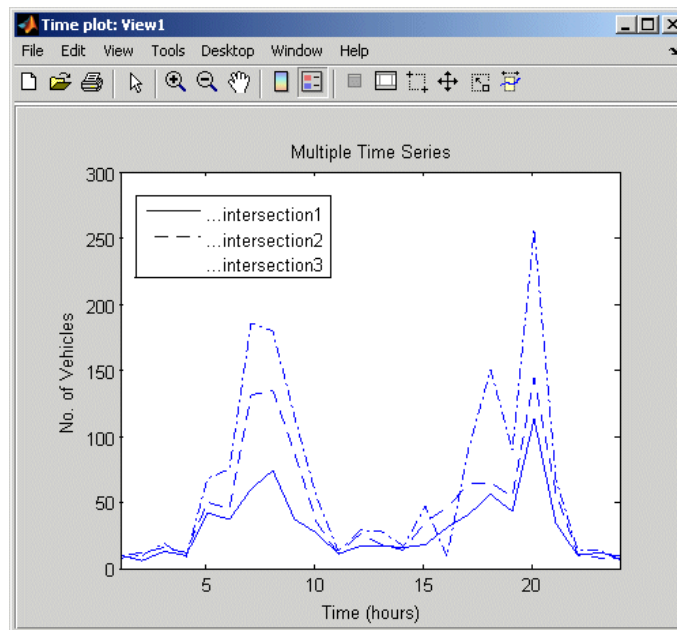 Time plot: View1
File Edit View Tools Desktop Window Help
Multiple Time Series
300
250
200
150
100
50
0
No. of Vehicles
...intersection1
...intersection2
...intersection3
5 10 15 20
Time (hours)